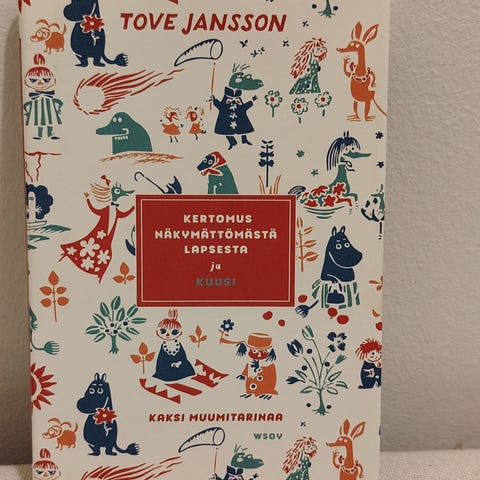 TOVE JANSSON
KERTOMUS
NÄKYMÄTTÖMÄSTÄ
LAPSESTA
ja
KUUSI
KAKSI MUUMITARINAA
WSOY